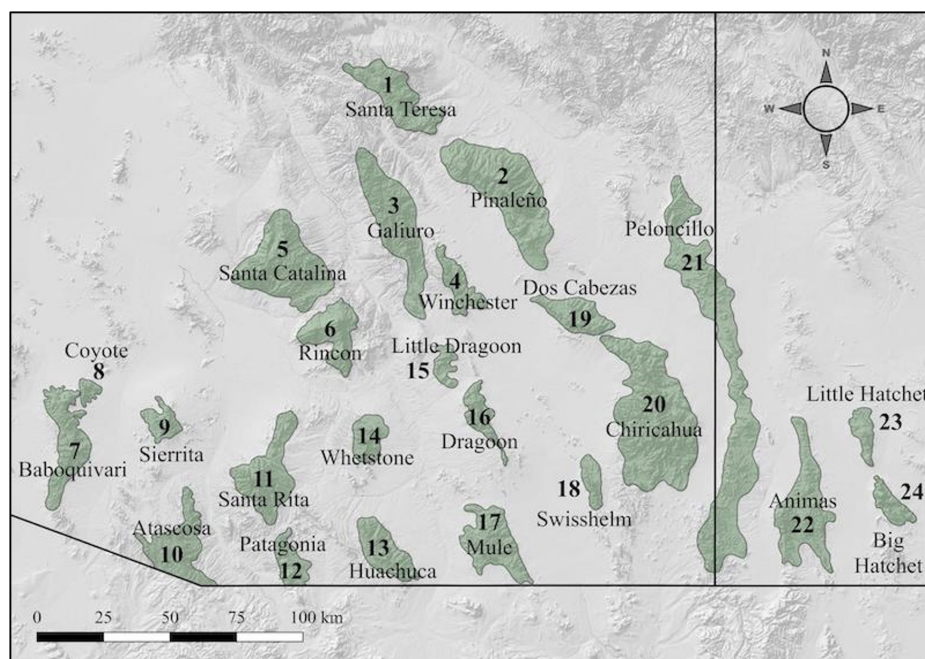 1
Santa Teresa
N
W
E
S
2
Pinaleño
3
Galiuro
Peloncillo
21
5
Santa Catalina
4
Winchester
Dos Cabezas
19
6
Rincon
Little Dragoon
15
Coyote
8
20
Chiricahua
Little Hatchet
23
9
Sierrita
16
Dragoon
14
Whetstone
7
Baboquivari
11
Santa Rita
18
Swisshelm
24
Big
Hatchet
Animas
22
Atascosa
10
Patagonia
12
13
Huachuca
17
Mule
0 25 50 75 100 km